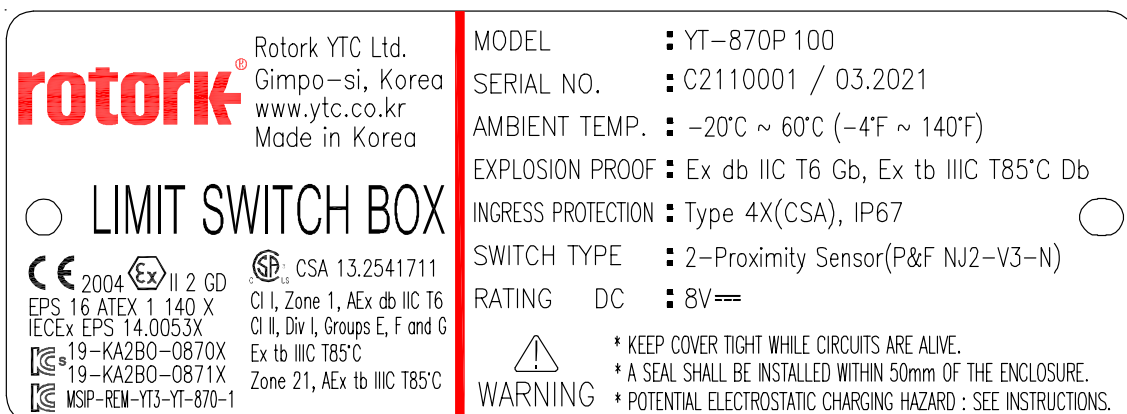 rotork®
Rotork YTC Ltd.
Gimpo-si, Korea
www.ytc.co.kr
Made in Korea
LIMIT SWITCH BOX
CE 2004 Ex II 2 GD
EPS 16 ATEX 1 140 X
IECEx EPS 14.0053X
KCs 19-KA2BO-0870X
19-KA2BO-0871X
KC MSIP-REM-YT3-YT-870-1
CSA CSA 13.2541711
Cl I, Zone 1, AEx db IIC T6
Cl II, Div I, Groups E, F and G
Ex tb IIIC T85°C
Zone 21, AEx tb IIIC T85°C
MODEL : YT-870P100
SERIAL NO. : C2110001 / 03.2021
AMBIENT TEMP. : -20°C ~ 60°C (-4°F ~ 140°F)
EXPLOSION PROOF : Ex db IIC T6 Gb, Ex tb IIIC T85°C Db
INGRESS PROTECTION : Type 4X(CSA), IP67
SWITCH TYPE : 2-Proximity Sensor(P&F NJ2-V3-N)
RATING DC : 8V⎓
WARNING
* KEEP COVER TIGHT WHILE CIRCUITS ARE ALIVE.
* A SEAL SHALL BE INSTALLED WITHIN 50mm OF THE ENCLOSURE.
* POTENTIAL ELECTROSTATIC CHARGING HAZARD : SEE INSTRUCTIONS.